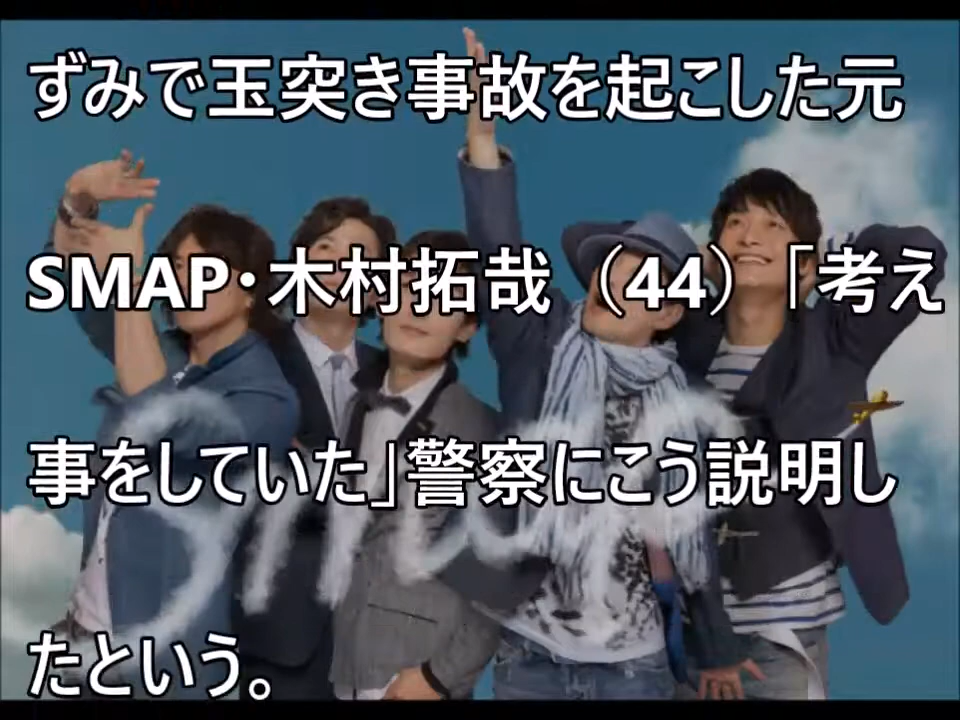 ずみで玉突き事故を起こした元
SMAP・木村拓哉（44）「考え
事をしていた」警察にこう説明し
たという。
Smap